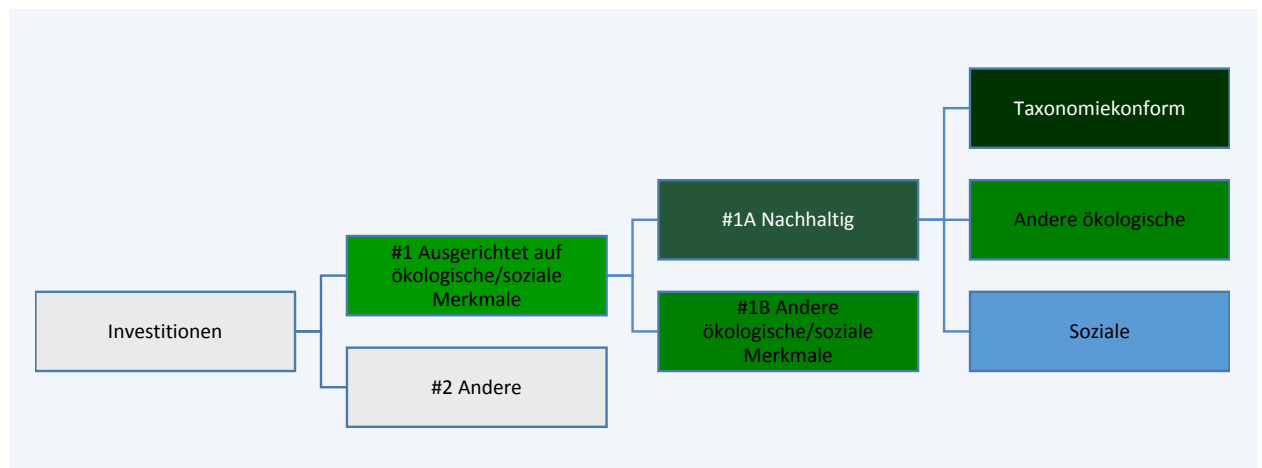 Investitionen
#1 Ausgerichtet auf
ökologische/soziale
Merkmale
#2 Andere
#1A Nachhaltig
#1B Andere
ökologische/soziale
Merkmale
Taxonomiekonform
Andere ökologische
Soziale